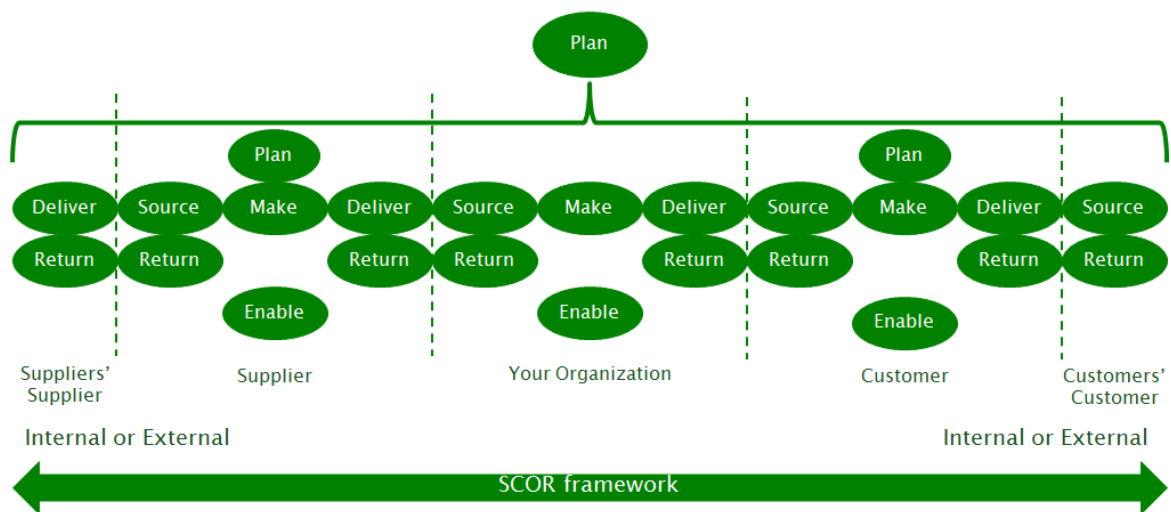 Plan
Plan Plan
Deliver Source Make Deliver Source Make Deliver Source Make Deliver Source
Return Return Return Return Return Return Return Return
Enable Enable Enable
Suppliers' Supplier Your Organization Customer Customers'
Supplier Customer
Internal or External Internal or External
SCOR framework